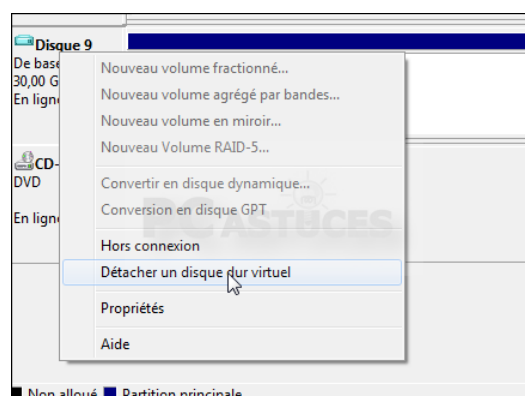 Disque 9
De base
30,00 G
En ligne
Nouveau volume fractionné...
Nouveau volume agrégé par bandes...
Nouveau volume en miroir...
Nouveau Volume RAID-5...
Convertir en disque dynamique...
Conversion en disque GPT
Hors connexion
Détacher un disque dur virtuel
Propriétés
Aide
CD-
DVD
En ligne
PC ASTUCES
Non alloué Partition principale